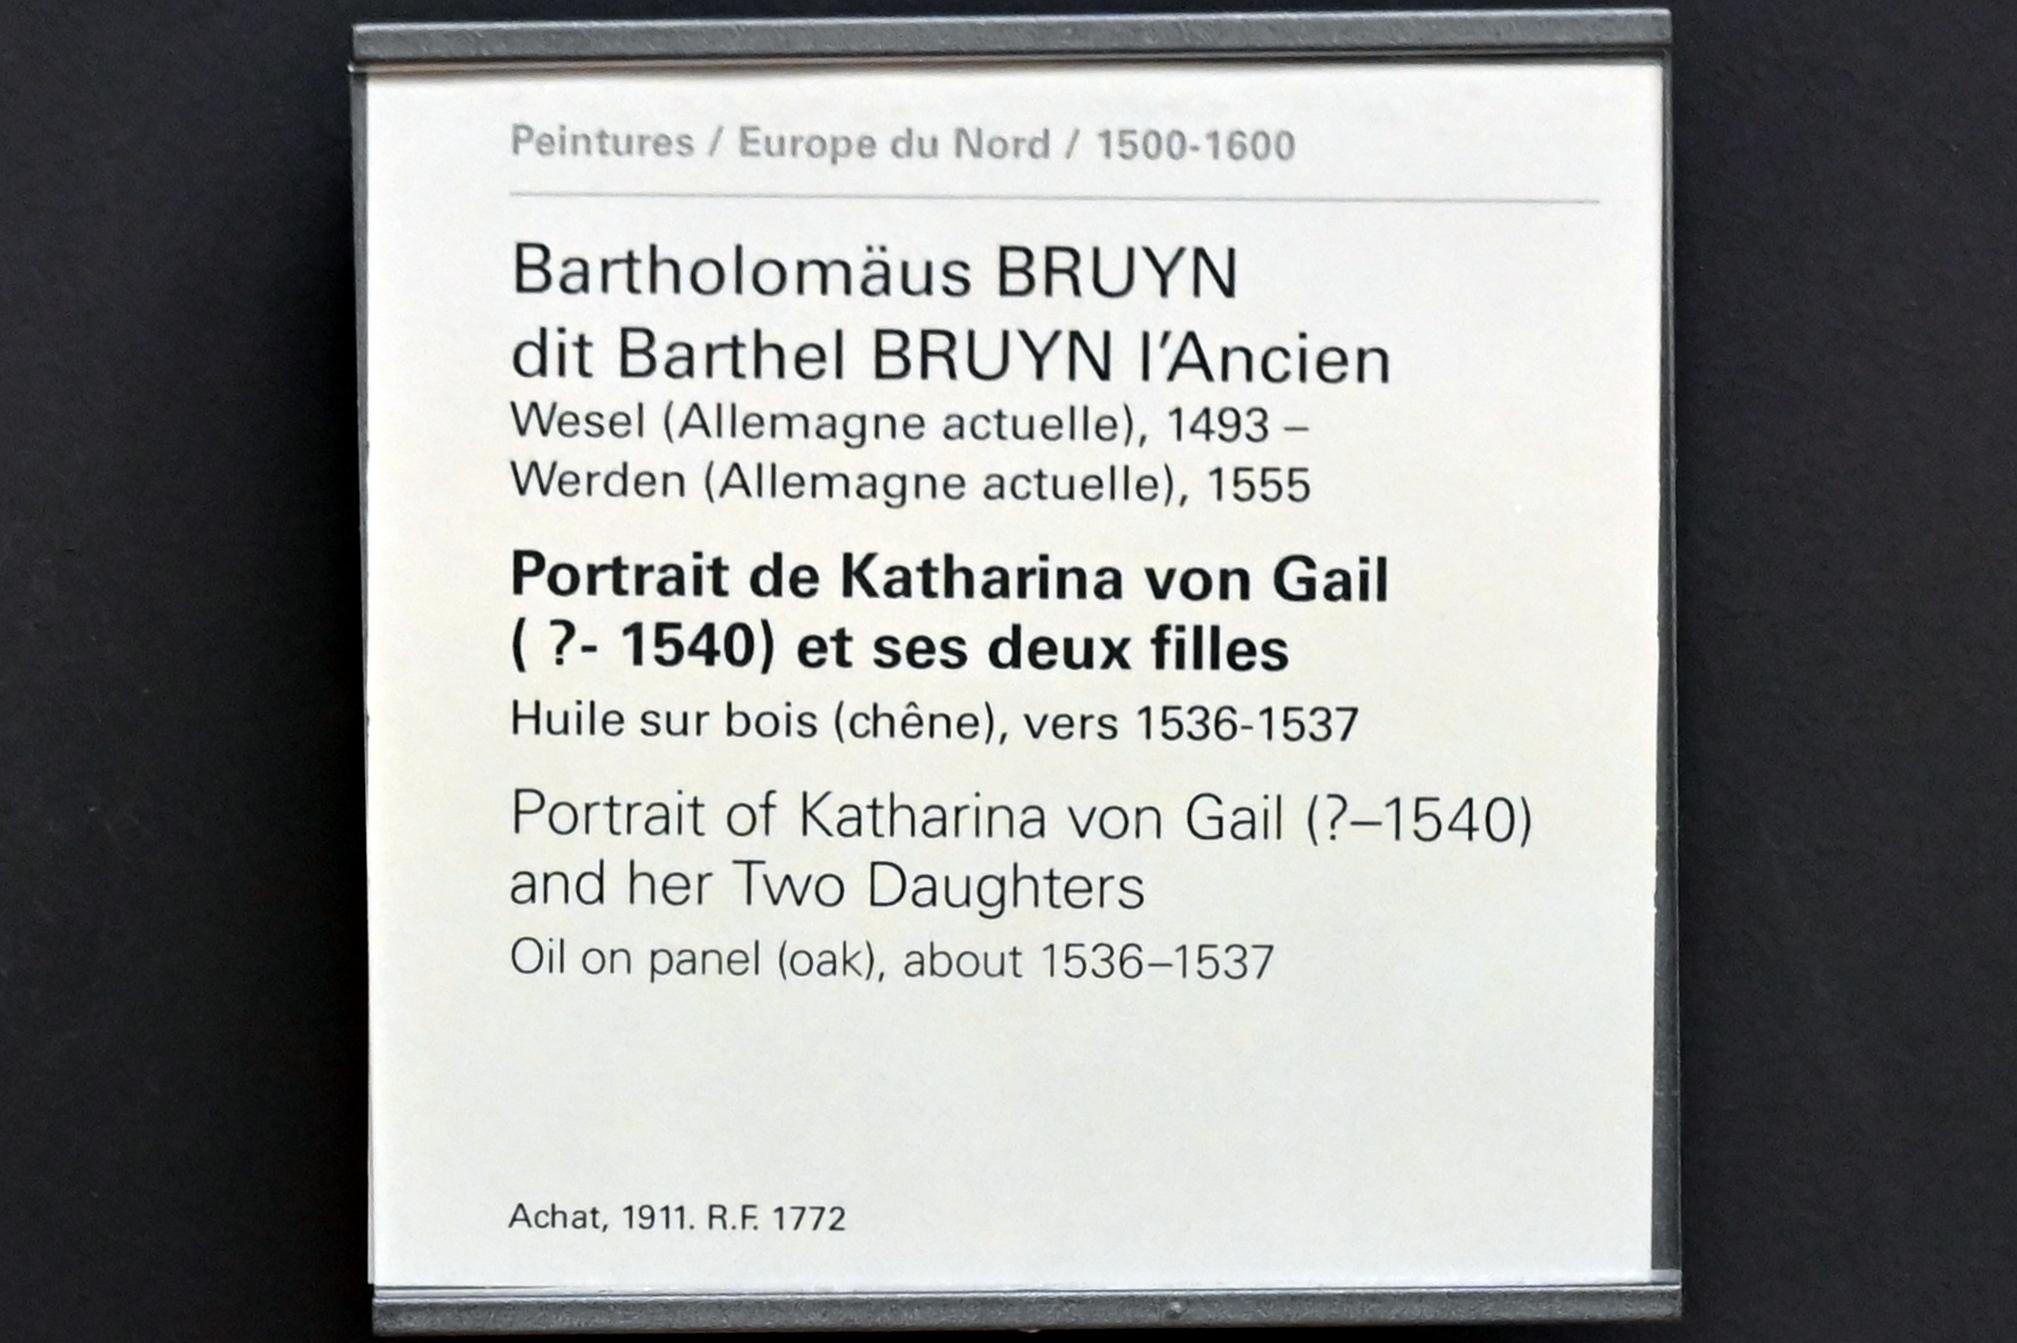 Peintures / Europe du Nord / 1500-1600
Bartholomäus BRUYN
dit Barthel BRUYN l'Ancien
Wesel (Allemagne actuelle), 1493 –
Werden (Allemagne actuelle), 1555
Portrait de Katharina von Gail
( ?- 1540) et ses deux filles
Huile sur bois (chêne), vers 1536-1537
Portrait of Katharina von Gail (?–1540)
and her Two Daughters
Oil on panel (oak), about 1536–1537
Achat, 1911. R.F. 1772